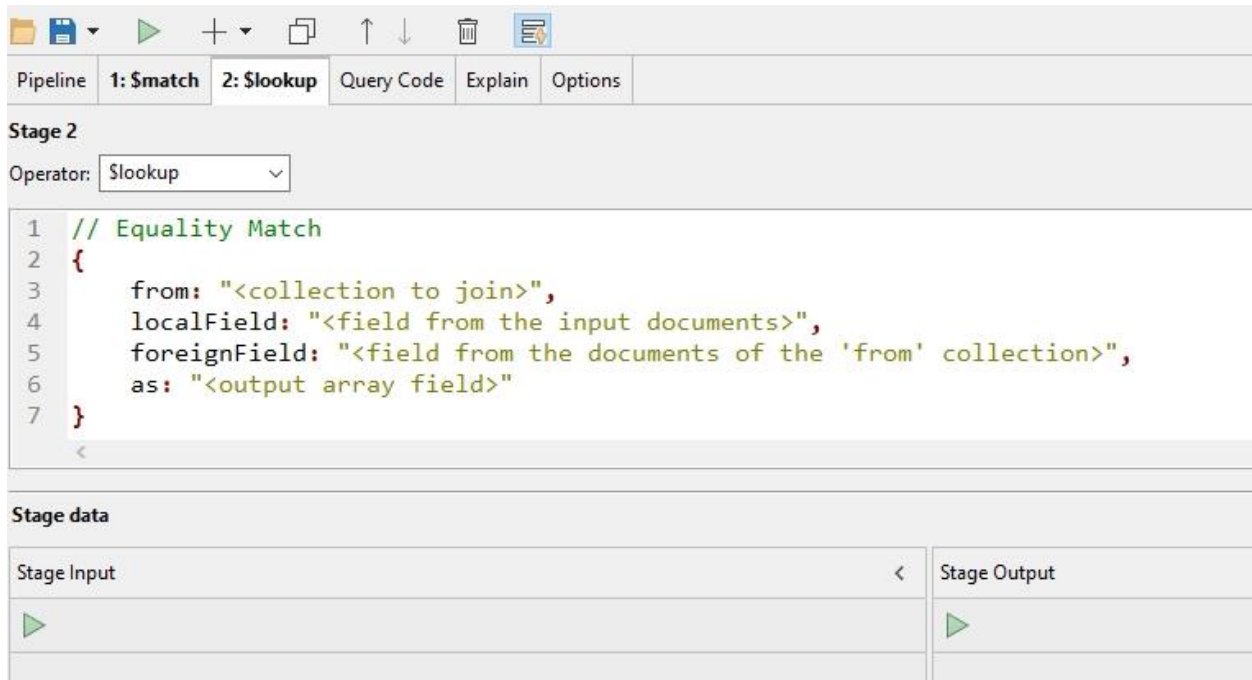 Pipeline 1: $match 2: $lookup Query Code Explain Options
Stage 2
Operator: $lookup
1 // Equality Match
2 {
3 from: "<collection to join>",
4 localField: "<field from the input documents>",
5 foreignField: "<field from the documents of the 'from' collection>",
6 as: "<output array field>"
7 }
Stage data
Stage Input Stage Output